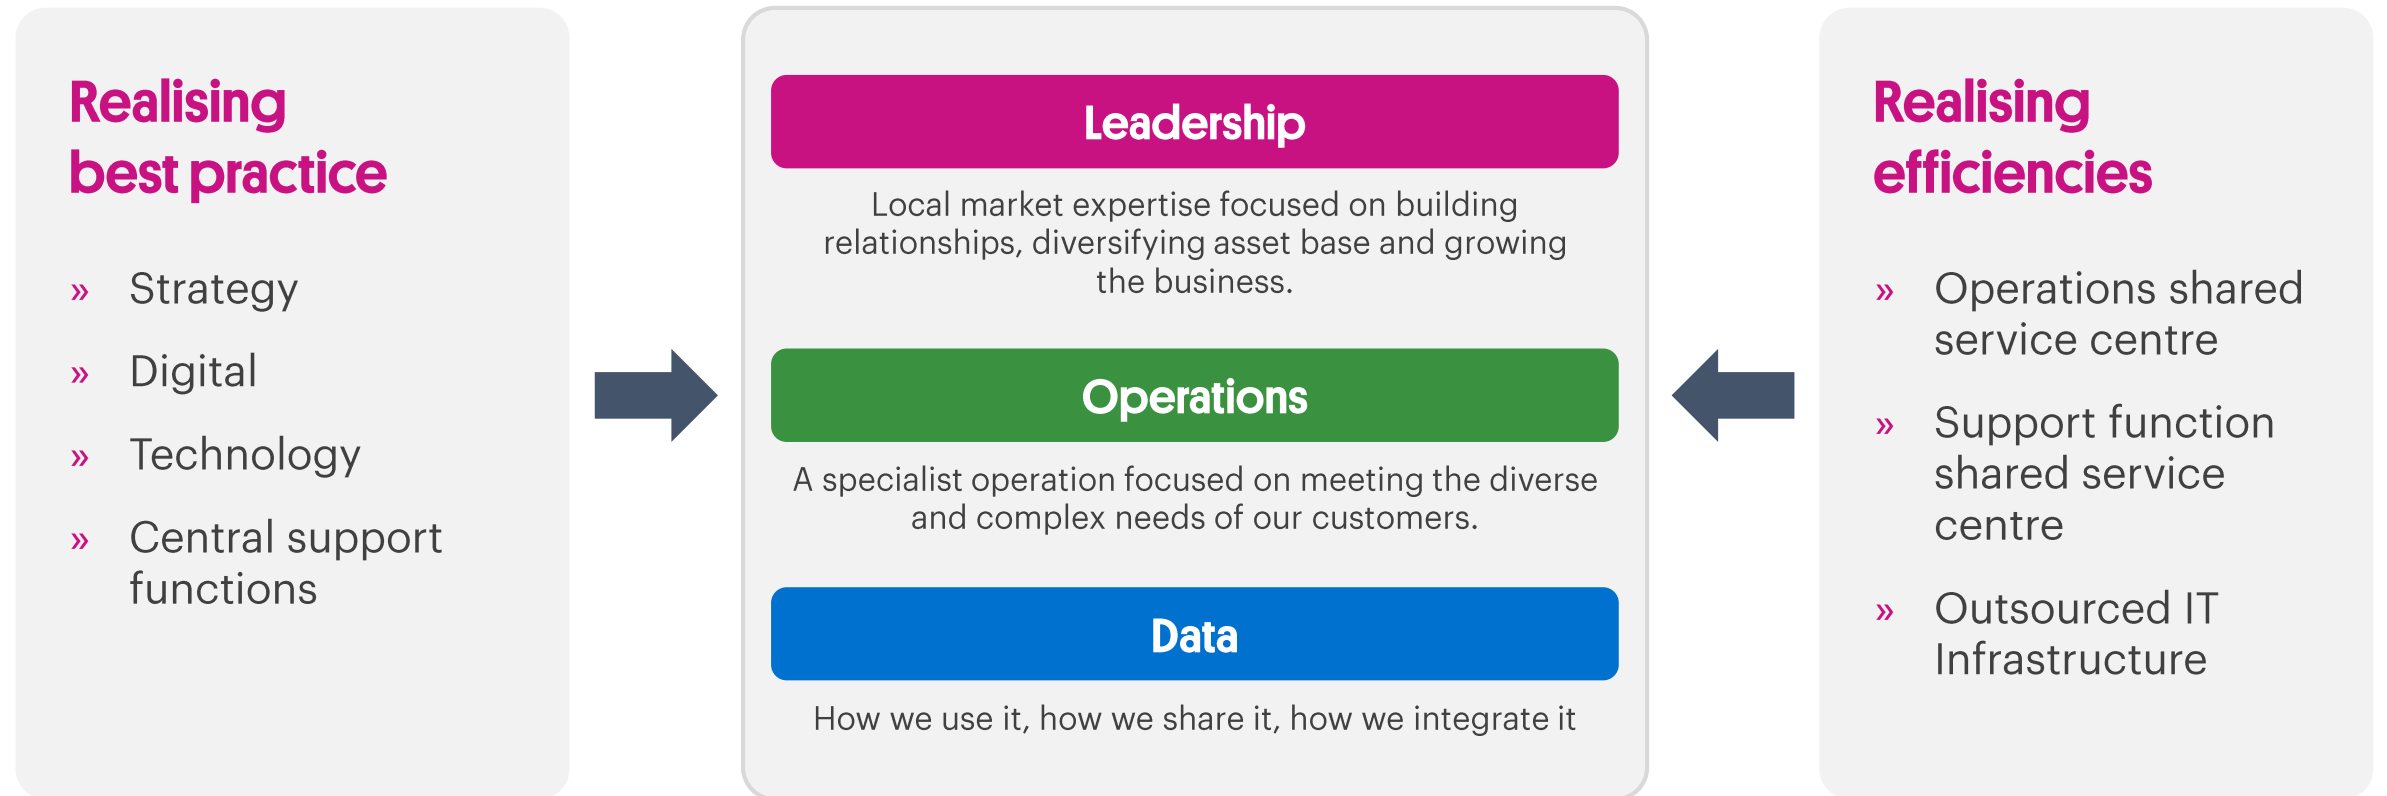 Realising
best practice
» Strategy
» Digital
» Technology
» Central support
functions
Leadership
Local market expertise focused on building
relationships, diversifying asset base and growing
the business.
Operations
A specialist operation focused on meeting the diverse
and complex needs of our customers.
Data
How we use it, how we share it, how we integrate it
Realising
efficiencies
» Operations shared
service centre
» Support function
shared service
centre
» Outsourced IT
Infrastructure